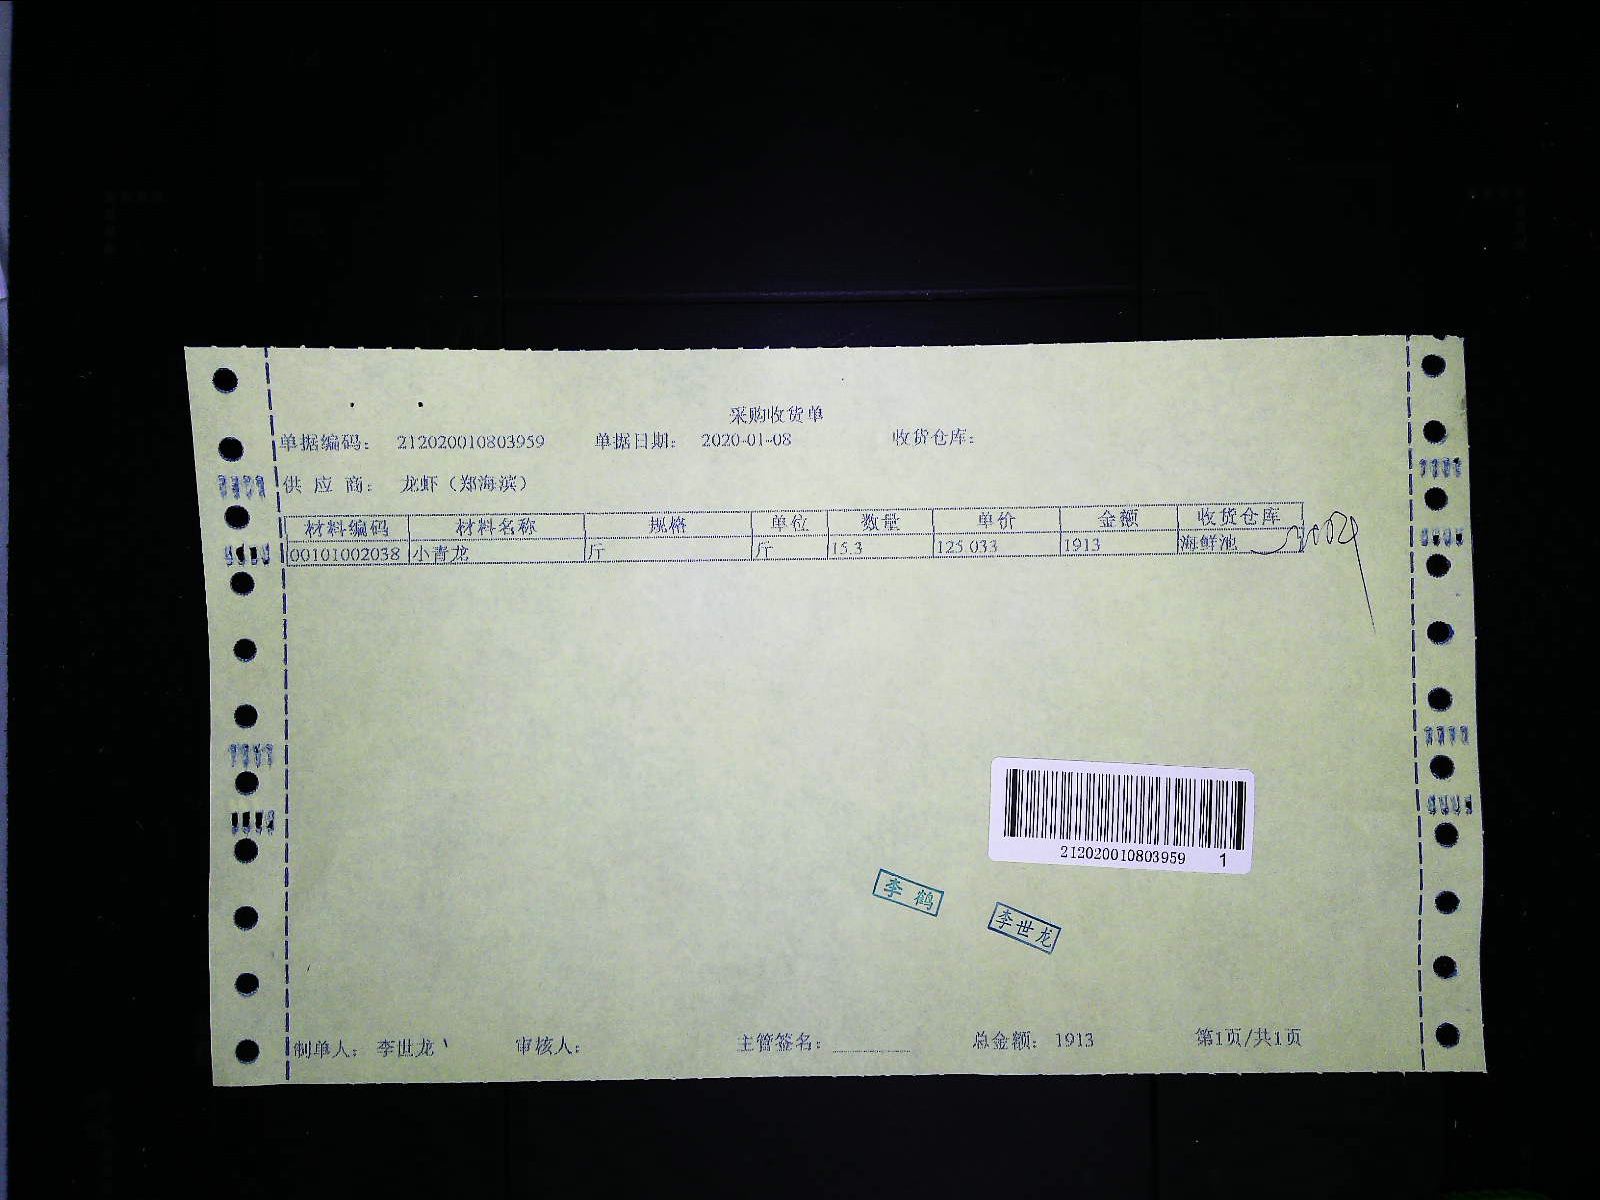 采购收货单
单据编码： 212020010803959 单据日期： 2020-01-08 收货仓库：
供 应 商： 龙虾（郑海滨）
材料编码 材料名称 规格 单位 数量 单价 金额 收货仓库
00101002038 小青龙 斤 斤 15.3 125.033 1913 海鲜池
212020010803959 1
李鹤
李世龙
制单人： 李世龙 审核人： 主管签名： 总金额： 1913 第1页/共1页